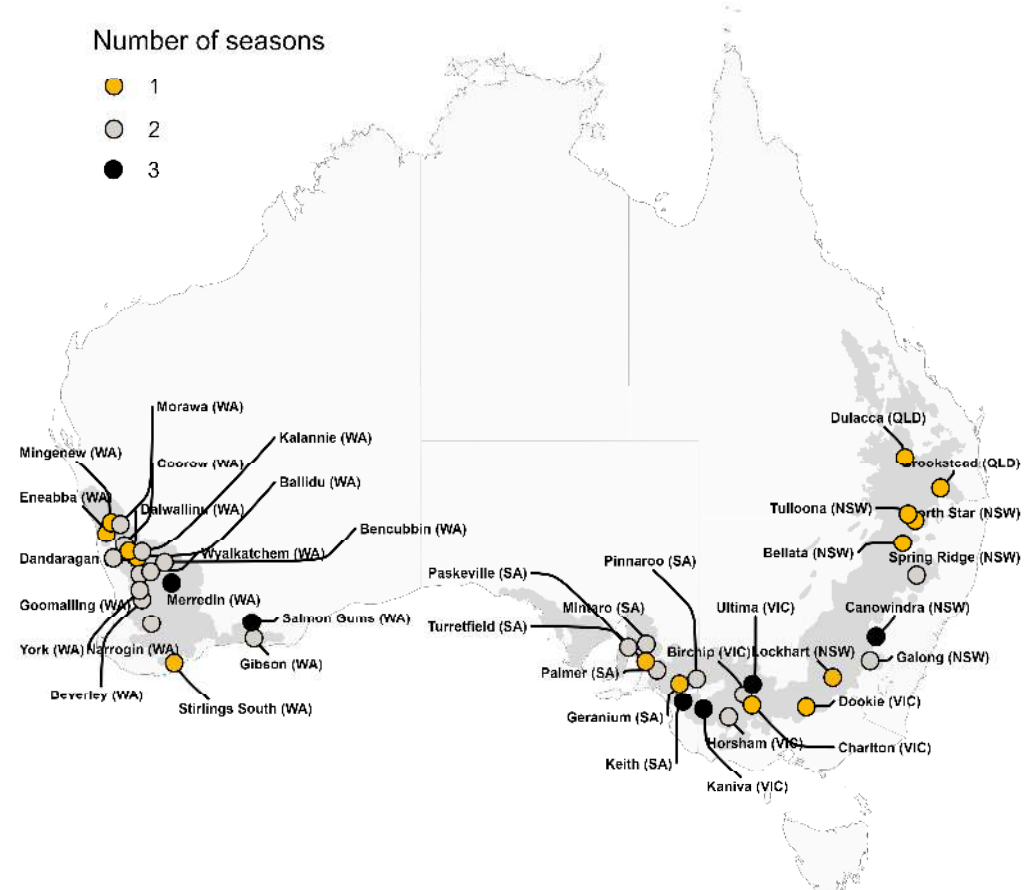 Number of seasons
1
2
3
Morawa (WA)
Dulacca (QLD)
Kalannie (WA)
Mingenew (WA)
Coorow (WA)
Brookstead (QLD)
Ballidu (WA)
Eneabba (WA)
Dalwallinu (WA)
Tulloona (NSW)
North Star (NSW)
Bencubbin (WA)
Dandaragan
Wyalkatchem (WA)
Pinnaroo (SA)
Bellata (NSW)
Spring Ridge (NSW)
Paskeville (SA)
Goomalling (WA)
Merredin (WA)
Mintaro (SA)
Ultima (VIC)
Canowindra (NSW)
Salmon Gums (WA)
Turretfield (SA)
York (WA)
Narrogin (WA)
Gibson (WA)
Birchip (VIC)
Lockhart (NSW)
Galong (NSW)
Palmer (SA)
Beverley (WA)
Stirlings South (WA)
Geranium (SA)
Dookie (VIC)
Horsham (VIC)
Charlton (VIC)
Keith (SA)
Kaniva (VIC)